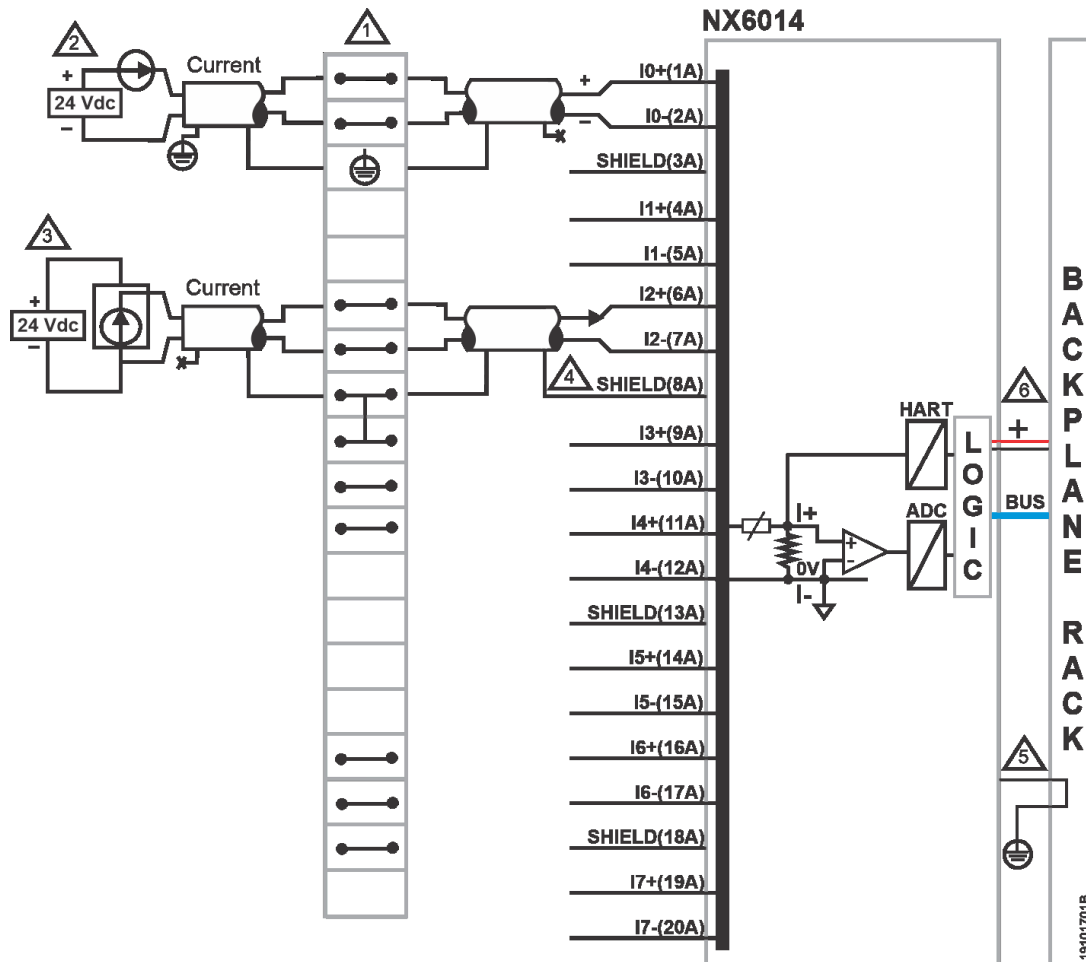 NX6014
1
2
Current
+
24 Vdc
−
+
−
I0+(1A)
I0-(2A)
SHIELD(3A)
I1+(4A)
I1-(5A)
3
Current
+
24 Vdc
−
I2+(6A)
I2-(7A)
4
SHIELD(8A)
I3+(9A)
I3-(10A)
I4+(11A)
I4-(12A)
SHIELD(13A)
I5+(14A)
I5-(15A)
I6+(16A)
I6-(17A)
SHIELD(18A)
I7+(19A)
I7-(20A)
HART
ADC
I+
+
−
0V
I-
LOGIC
6
+
BUS
5
BACKPLANE RACK
19101701B